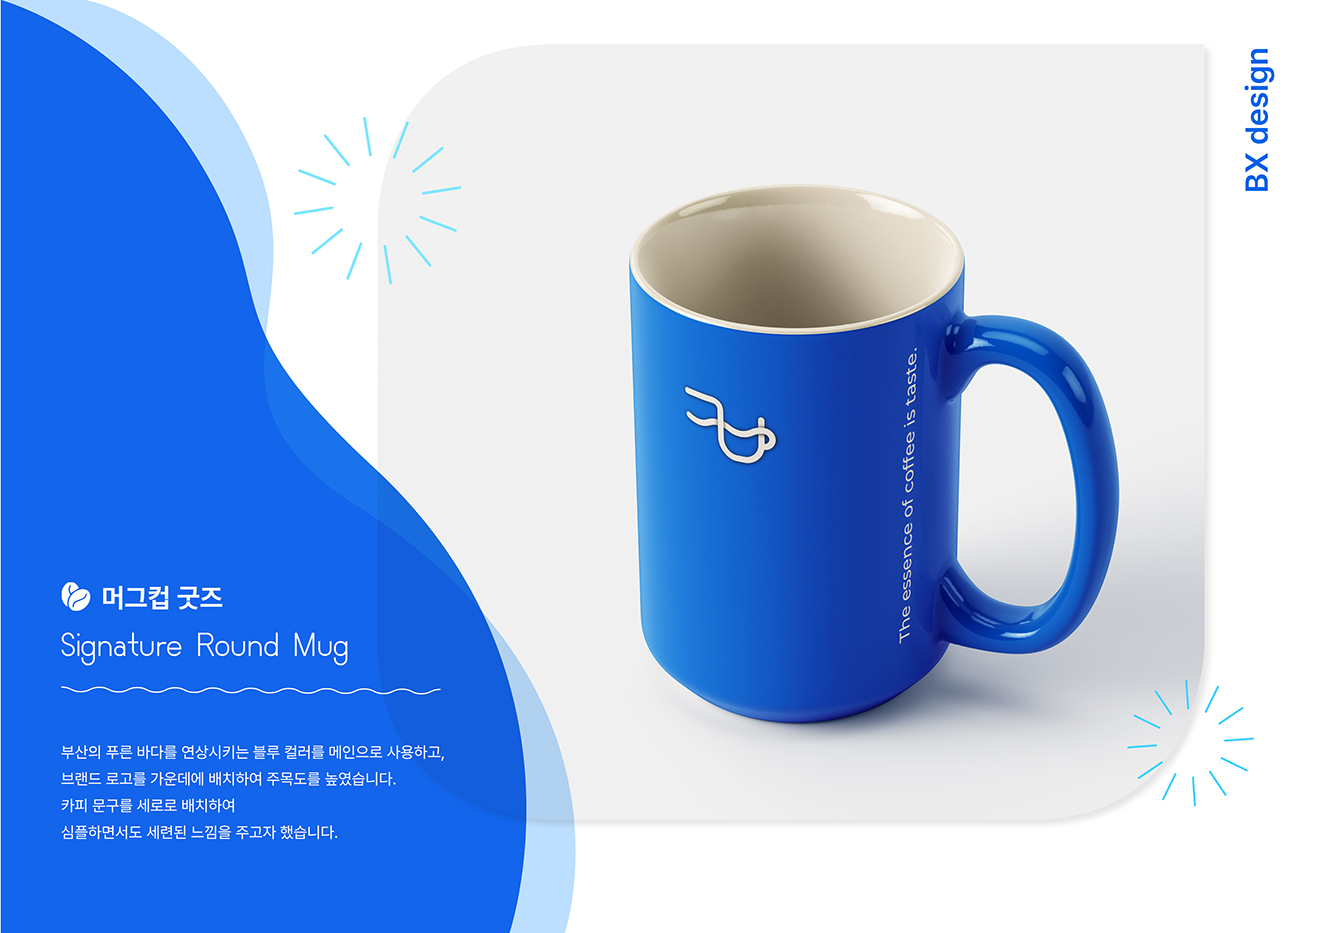 BX design
The essence of coffee is taste.
머그컵 굿즈
Signature Round Mug
부산의 푸른 바다를 연상시키는 블루 컬러를 메인으로 사용하고,
브랜드 로고를 가운데에 배치하여 주목도를 높였습니다.
카피 문구를 세로로 배치하여
심플하면서도 세련된 느낌을 주고자 했습니다.